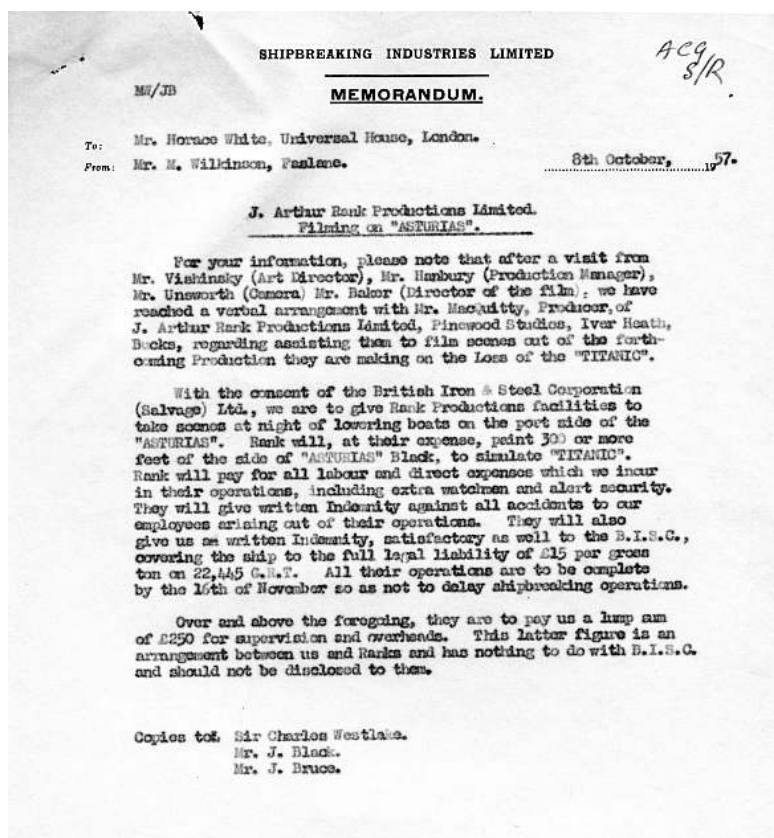 SHIPBREAKING INDUSTRIES LIMITED
ACQ
S/R
MW/JB
MEMORANDUM.
To: Mr. Horace White, Universal House, London.
From: Mr. M. Wilkinson, Faslane. 8th October, 1957.
J. Arthur Rank Productions Limited.
Filming on "ASTURIAS".
For your information, please note that after a visit from
Mr. Vishinsky (Art Director), Mr. Hanbury (Production Manager),
Mr. Unsworth (Camera) Mr. Baker (Director of the film), we have
reached a verbal arrangement with Mr. MacQuitty, Producer, of
J. Arthur Rank Productions Limited, Pinewood Studios, Iver Heath,
Bucks, regarding assisting them to film scenes out of the forth-
coming Production they are making on the Loss of the "TITANIC".
With the consent of the British Iron & Steel Corporation
(Salvage) Ltd., we are to give Rank Productions facilities to
take scenes at night of lowering boats on the port side of the
"ASTURIAS". Rank will, at their expense, paint 300 or more
feet of the side of "ASTURIAS" Black, to simulate "TITANIC".
Rank will pay for all labour and direct expenses which we incur
in their operations, including extra watchmen and alert security.
They will give written Indemnity against all accidents to our
employees arising out of their operations. They will also
give us an written Indemnity, satisfactory as well to the B.I.S.C.,
covering the ship to the full legal liability of £15 per gross
ton on 22,445 G.R.T. All their operations are to be complete
by the 16th of November so as not to delay shipbreaking operations.
Over and above the foregoing, they are to pay us a lump sum
of £250 for supervision and overheads. This latter figure is an
arrangement between us and Ranks and has nothing to do with B.I.S.C.
and should not be disclosed to them.
Copies to: Sir Charles Westlake.
Mr. J. Black.
Mr. J. Bruce.